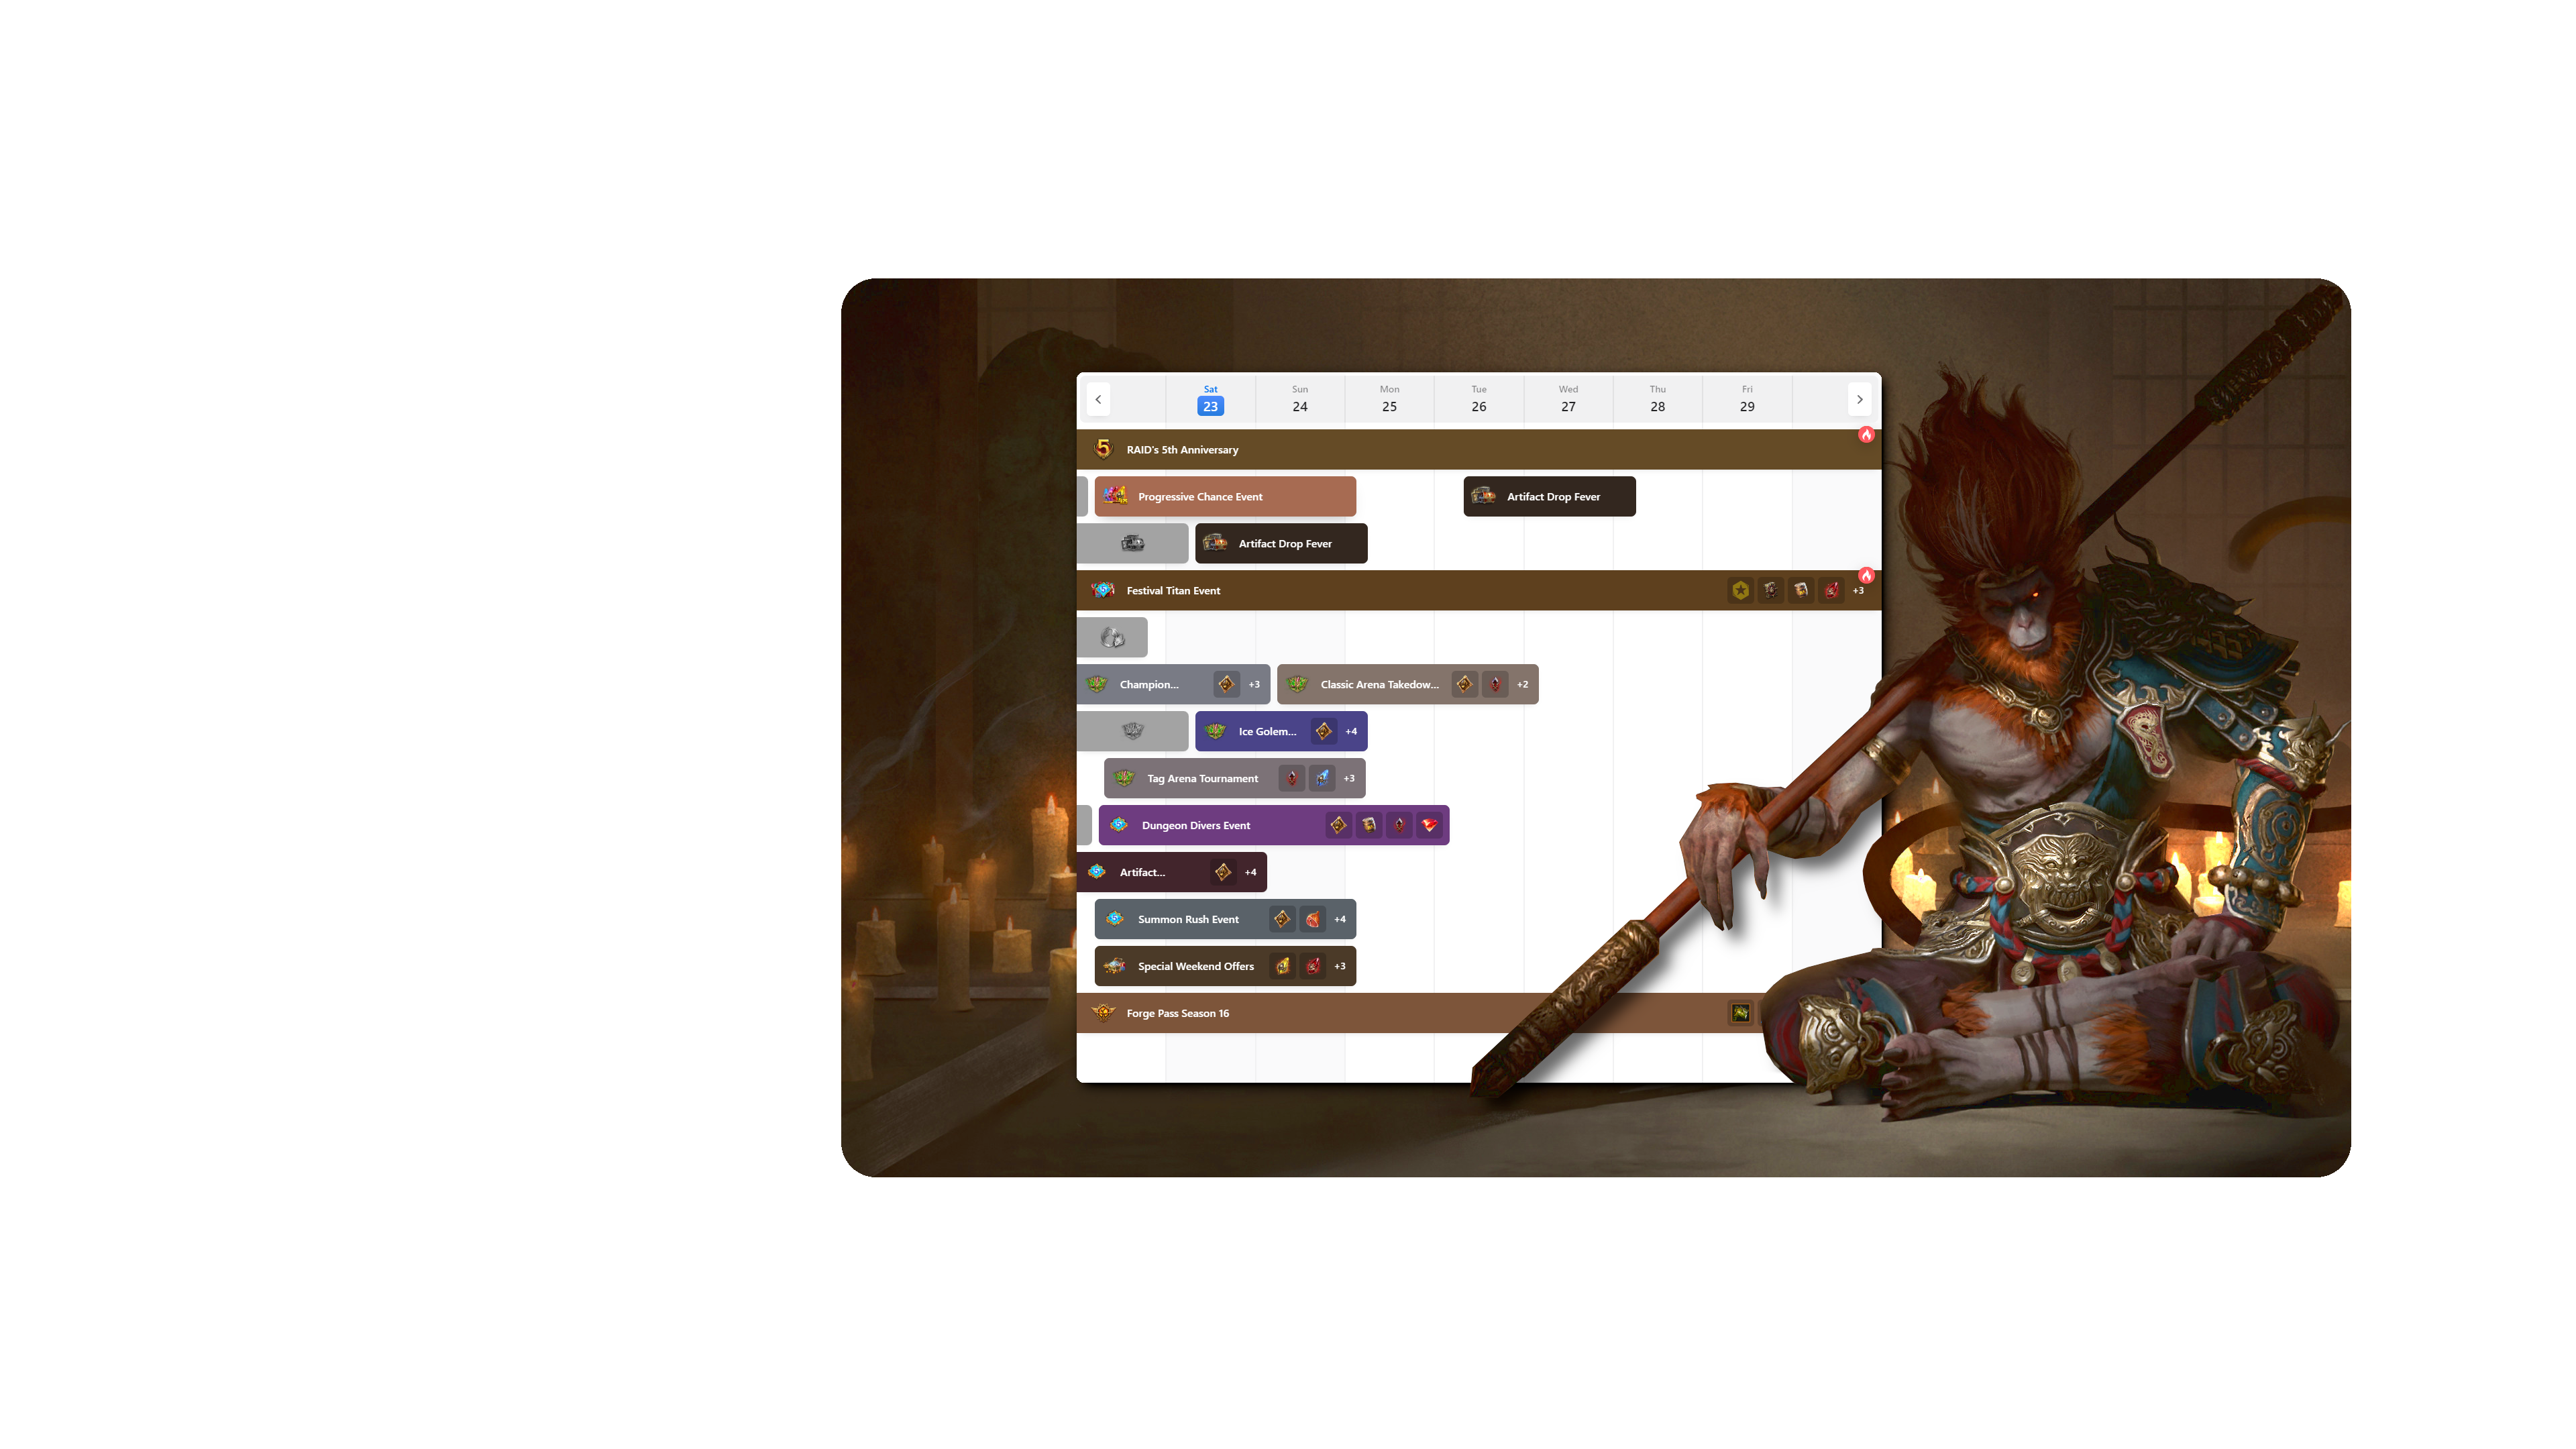 Sat Sun Mon Tue Wed Thu Fri
23 24 25 26 27 28 29
5 RAID's 5th Anniversary
Progressive Chance Event Artifact Drop Fever
Artifact Drop Fever
Festival Titan Event +3
Champion... +3 Classic Arena Takedow... +2
Ice Golem... +4
Tag Arena Tournament +3
Dungeon Divers Event
Artifact... +4
Summon Rush Event +4
Special Weekend Offers +3
Forge Pass Season 16